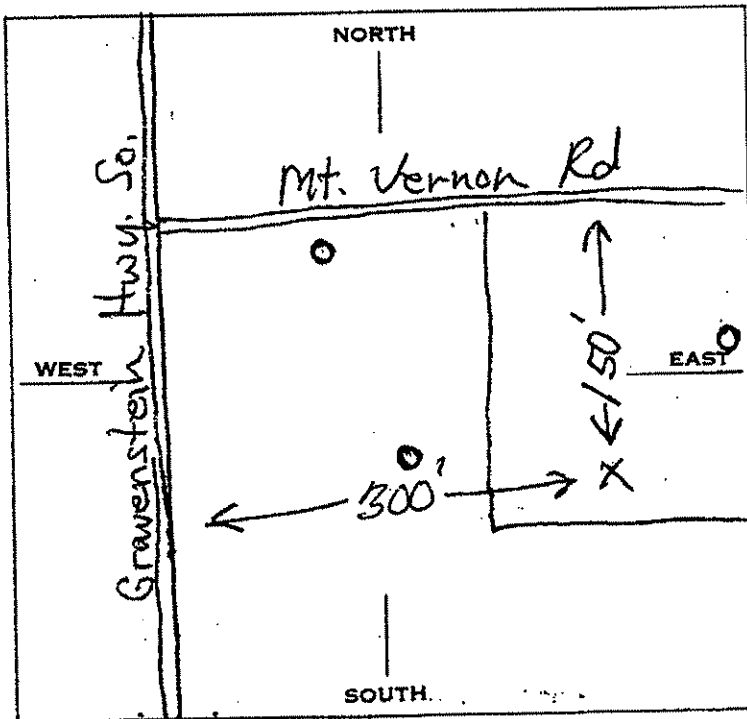 NORTH
Mt. Vernon Rd
Gravenstein Hwy. So.
WEST
EAST
150'
X
300'
SOUTH